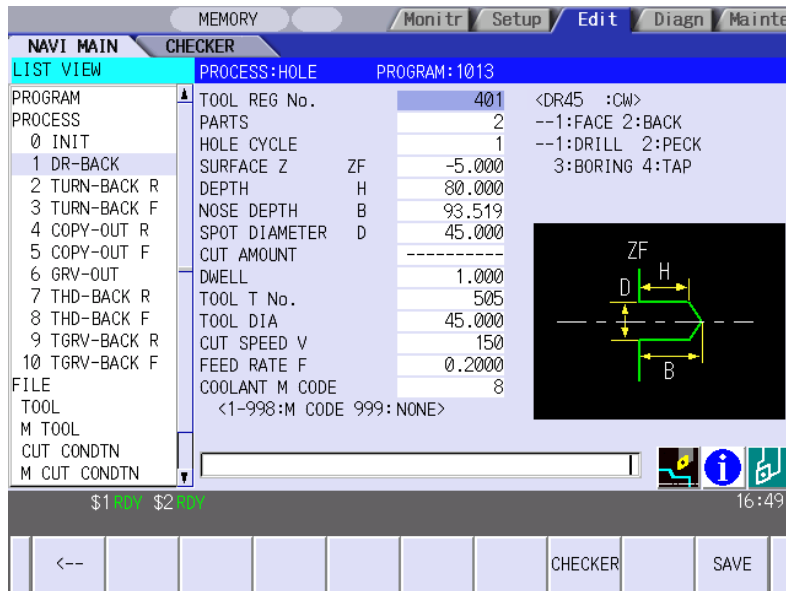 MEMORY Monitr Setup Edit Diagn Mainte
NAVI MAIN CHECKER
LIST VIEW
PROGRAM
PROCESS
0 INIT
1 DR-BACK
2 TURN-BACK R
3 TURN-BACK F
4 COPY-OUT R
5 COPY-OUT F
6 GRV-OUT
7 THD-BACK R
8 THD-BACK F
9 TGRV-BACK R
10 TGRV-BACK F
FILE
TOOL
M TOOL
CUT CONDTN
M CUT CONDTN
PROCESS:HOLE PROGRAM:1013
TOOL REG No. 401 <DR45 :CW>
PARTS 2 --1:FACE 2:BACK
HOLE CYCLE 1 --1:DRILL 2:PECK
SURFACE Z ZF -5.000 3:BORING 4:TAP
DEPTH H 80.000
NOSE DEPTH B 93.519
SPOT DIAMETER D 45.000
CUT AMOUNT ----------
DWELL 1.000
TOOL T No. 505
TOOL DIA 45.000
CUT SPEED V 150
FEED RATE F 0.2000
COOLANT M CODE 8
<1-998:M CODE 999:NONE>
ZF
H
D
B
$1 RDY $2 RDY 16:49
<-- CHECKER SAVE